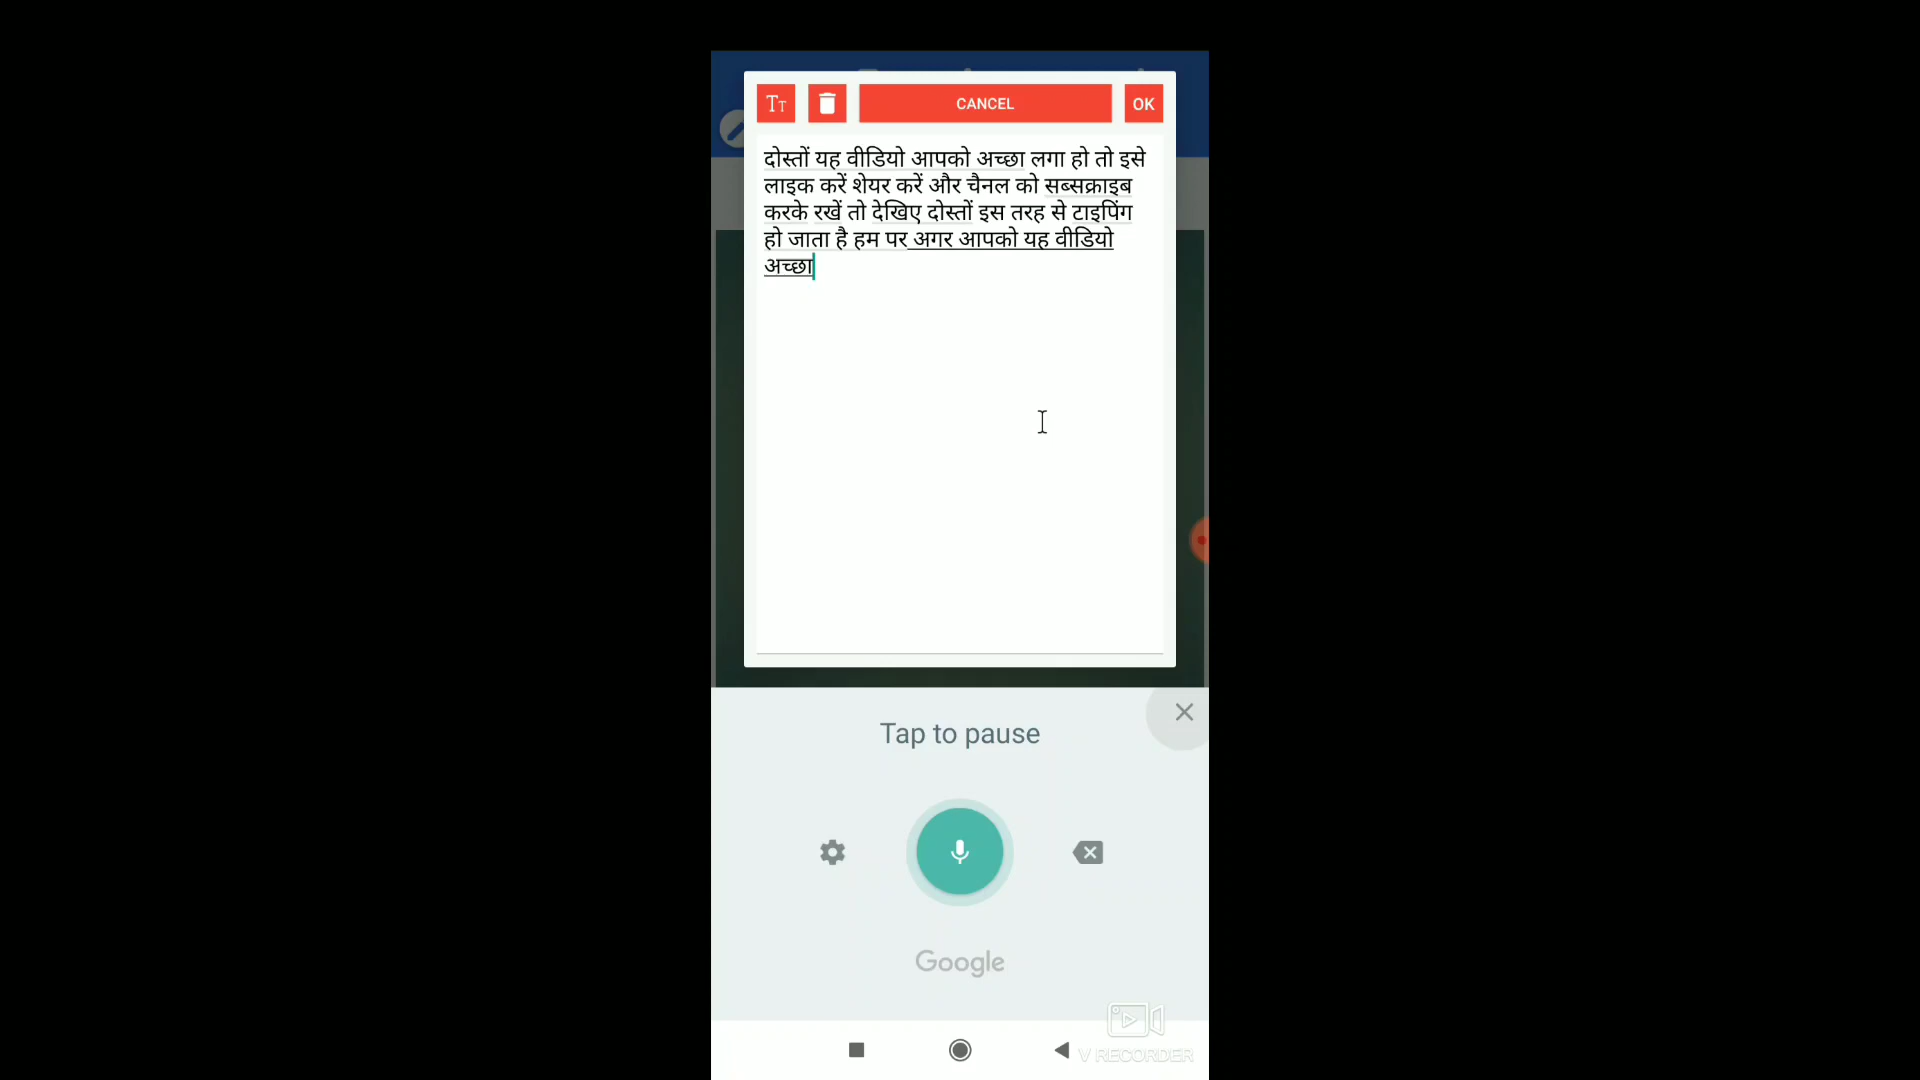 Tт CANCEL OK
दोस्तों यह वीडियो आपको अच्छा लगा हो तो इसे
लाइक करें शेयर करें और चैनल को सब्सक्राइब
करके रखें तो देखिए दोस्तों इस तरह से टाइपिंग
हो जाता है हम पर अगर आपको यह वीडियो
अच्छा
Tap to pause
Google
V RECORDER